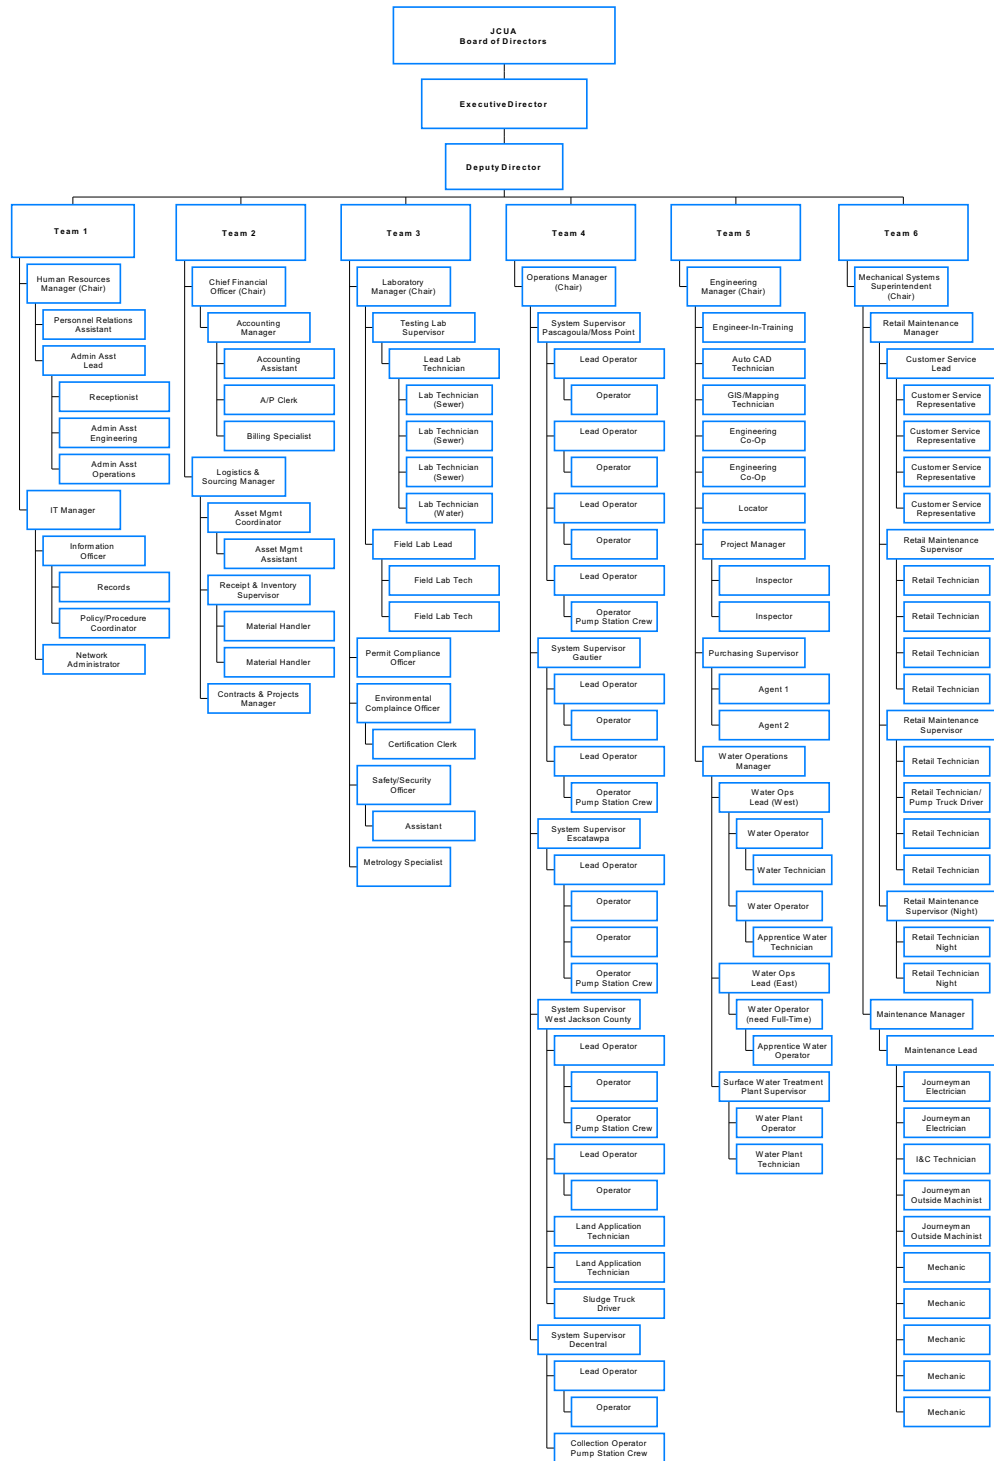 JCUA
Board of Directors
Executive Director
Deputy Director
Team 1
Human Resources
Manager (Chair)
Personnel Relations
Assistant
Admin Asst
Lead
Receptionist
Admin Asst
Engineering
Admin Asst
Operations
IT Manager
Information
Officer
Records
Policy/Procedure
Coordinator
Network
Administrator
Team 2
Chief Financial
Officer (Chair)
Accounting
Manager
Accounting
Assistant
A/P Clerk
Billing Specialist
Logistics &
Sourcing Manager
Asset Mgmt
Coordinator
Asset Mgmt
Assistant
Receipt & Inventory
Supervisor
Material Handler
Material Handler
Contracts & Projects
Manager
Team 3
Laboratory
Manager (Chair)
Testing Lab
Supervisor
Lead Lab
Technician
Lab Technician
(Sewer)
Lab Technician
(Sewer)
Lab Technician
(Sewer)
Lab Technician
(Water)
Field Lab Lead
Field Lab Tech
Field Lab Tech
Permit Compliance
Officer
Environmental
Complaince Officer
Certification Clerk
Safety/Security
Officer
Assistant
Metrology Specialist
Team 4
Operations Manager
(Chair)
System Supervisor
Pascagoula/Moss Point
Lead Operator
Operator
Lead Operator
Operator
Lead Operator
Operator
Lead Operator
Operator
Pump Station Crew
System Supervisor
Gautier
Lead Operator
Operator
Lead Operator
Operator
Pump Station Crew
System Supervisor
Escatawpa
Lead Operator
Operator
Operator
Operator
Pump Station Crew
System Supervisor
West Jackson County
Lead Operator
Operator
Operator
Pump Station Crew
Lead Operator
Operator
Land Application
Technician
Land Application
Technician
Sludge Truck
Driver
System Supervisor
Decentral
Lead Operator
Operator
Collection Operator
Pump Station Crew
Team 5
Engineering
Manager (Chair)
Engineer-In-Training
Auto CAD
Technician
GIS/Mapping
Technician
Engineering
Co-Op
Engineering
Co-Op
Locator
Project Manager
Inspector
Inspector
Purchasing Supervisor
Agent 1
Agent 2
Water Operations
Manager
Water Ops
Lead (West)
Water Operator
Water Technician
Water Operator
Apprentice Water
Technician
Water Ops
Lead (East)
Water Operator
(need Full-Time)
Apprentice Water
Operator
Surface Water Treatment
Plant Supervisor
Water Plant
Operator
Water Plant
Technician
Team 6
Mechanical Systems
Superintendent
(Chair)
Retail Maintenance
Manager
Customer Service
Lead
Customer Service
Representative
Customer Service
Representative
Customer Service
Representative
Customer Service
Representative
Retail Maintenance
Supervisor
Retail Technician
Retail Technician
Retail Technician
Retail Technician
Retail Maintenance
Supervisor
Retail Technician
Retail Technician/
Pump Truck Driver
Retail Technician
Retail Technician
Retail Maintenance
Supervisor (Night)
Retail Technician
Night
Retail Technician
Night
Maintenance Manager
Maintenance Lead
Journeyman
Electrician
Journeyman
Electrician
I&C Technician
Journeyman
Outside Machinist
Journeyman
Outside Machinist
Mechanic
Mechanic
Mechanic
Mechanic
Mechanic